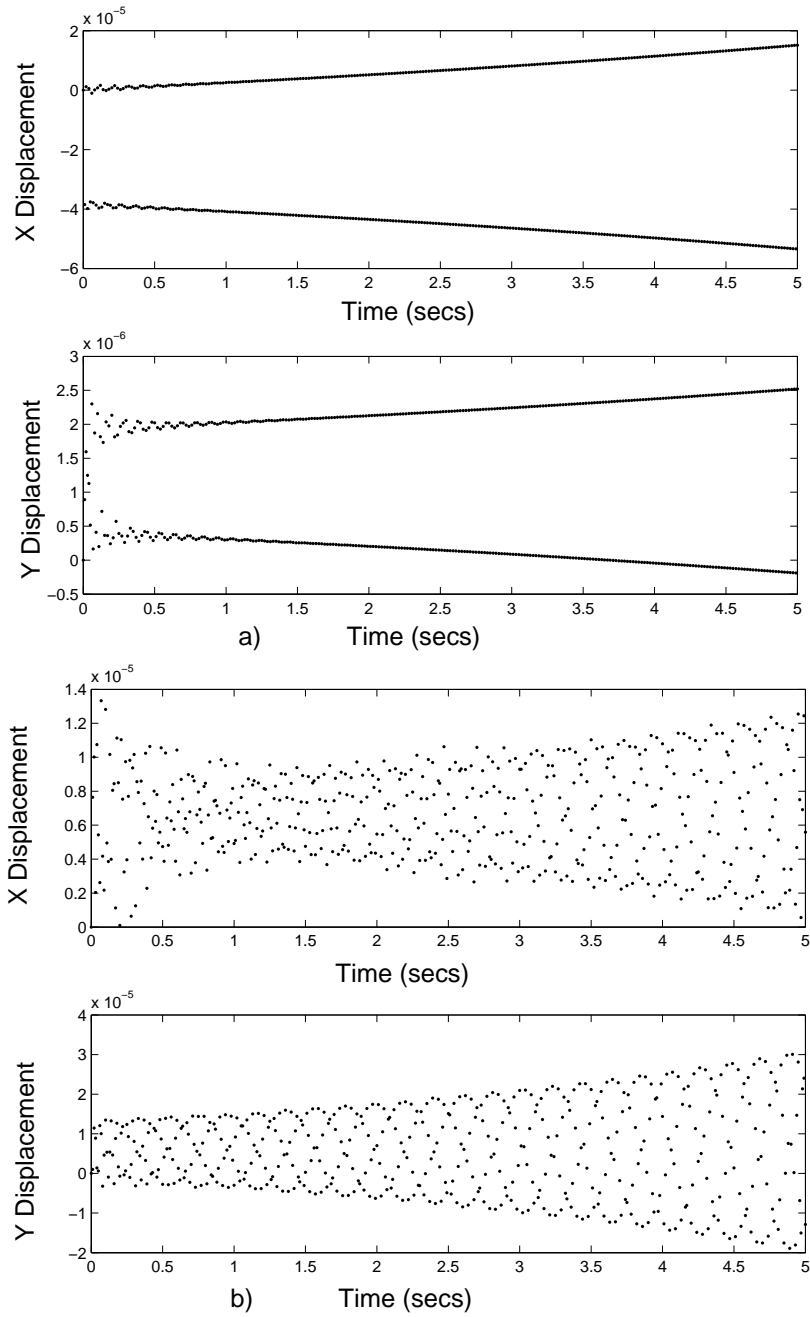 x 10−5
2
0
−2
−4
−6
X Displacement
0 0.5 1 1.5 2 2.5 3 3.5 4 4.5 5
Time (secs)
x 10−6
3
2.5
2
1.5
1
0.5
0
−0.5
Y Displacement
0 0.5 1 1.5 2 2.5 3 3.5 4 4.5 5
a) Time (secs)
x 10−5
1.4
1.2
1
0.8
0.6
0.4
0.2
0
X Displacement
0 0.5 1 1.5 2 2.5 3 3.5 4 4.5 5
Time (secs)
x 10−5
4
3
2
1
0
−1
−2
Y Displacement
0 0.5 1 1.5 2 2.5 3 3.5 4 4.5 5
b) Time (secs)